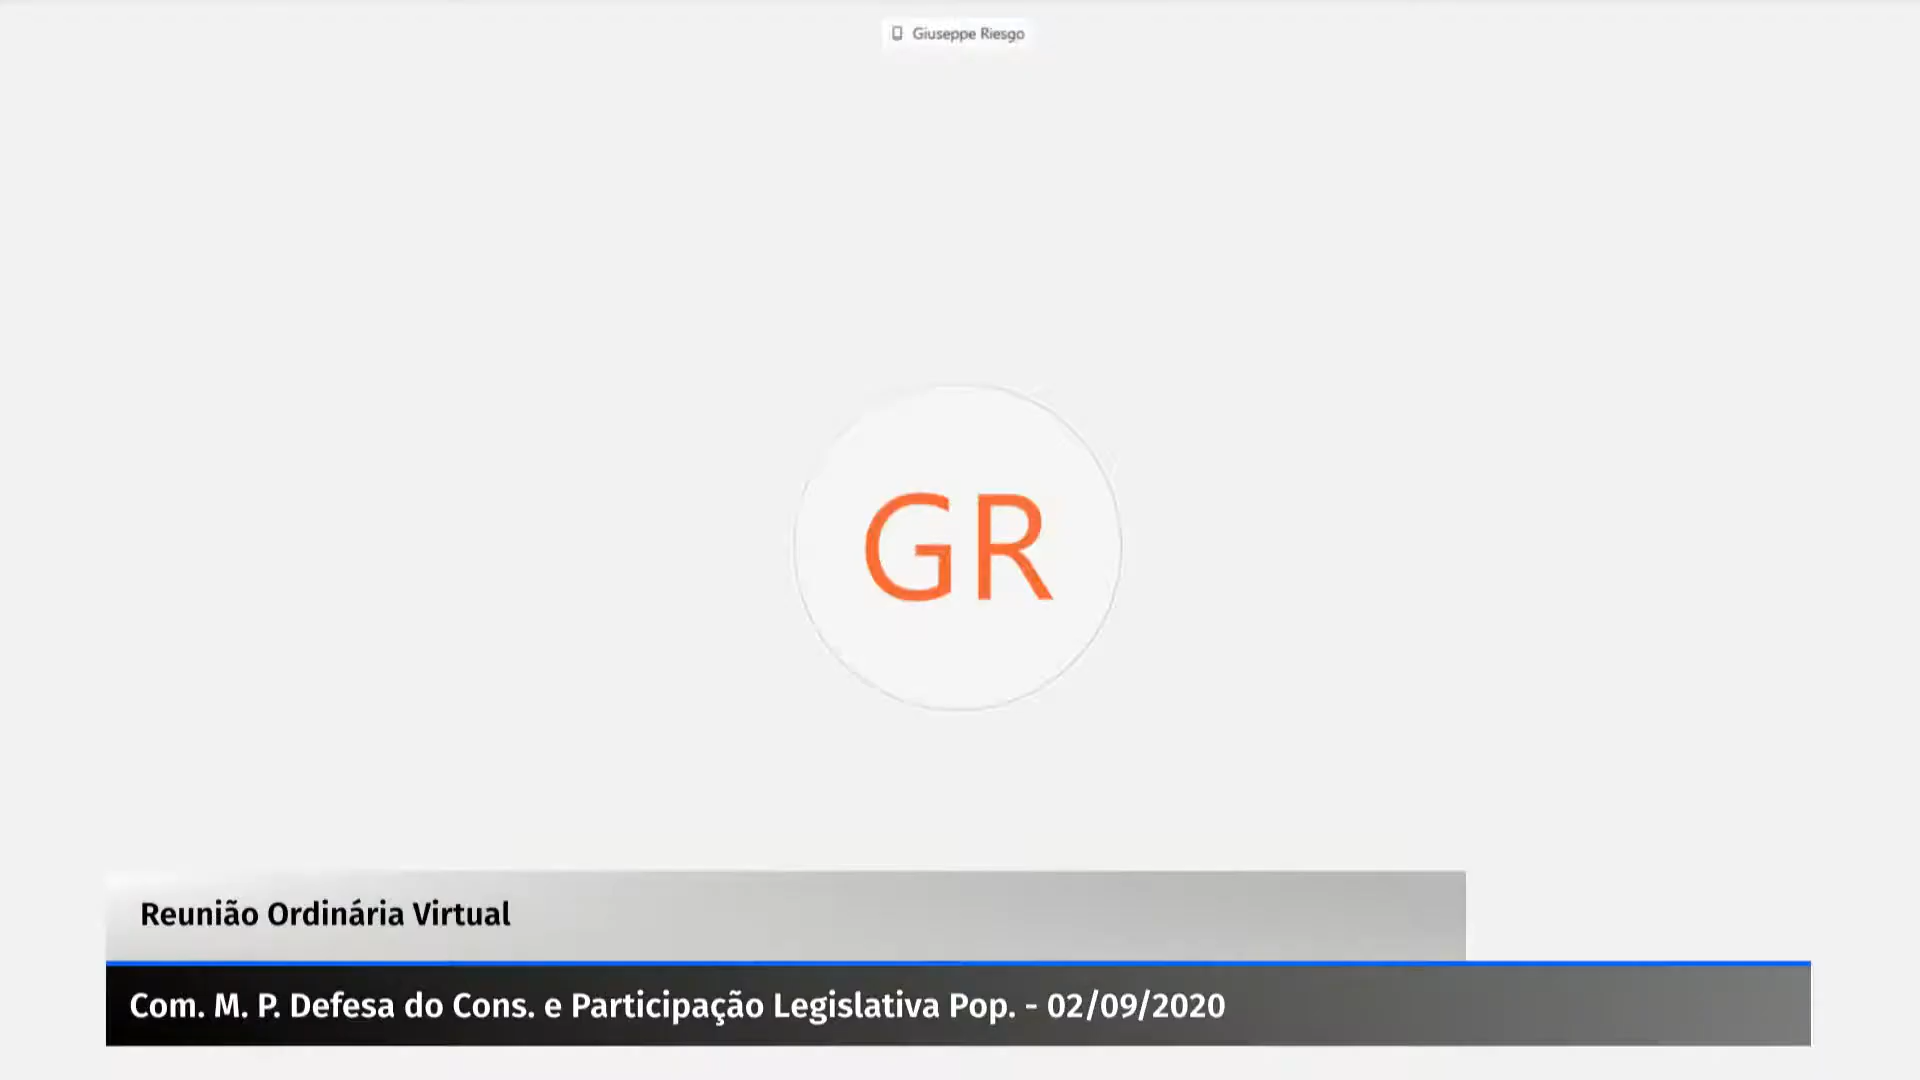 Giuseppe Riesgo
GR
Reunião Ordinária Virtual
Com. M. P. Defesa do Cons. e Participação Legislativa Pop. - 02/09/2020